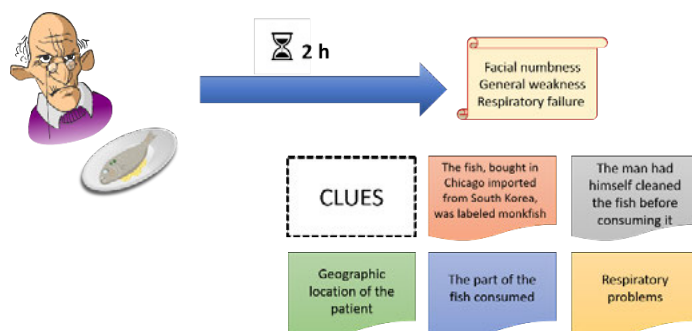 2 h
Facial numbness
General weakness
Respiratory failure
CLUES
The fish, bought in
Chicago imported
from South Korea,
was labeled monkfish
The man had
himself cleaned
the fish before
consuming it
Geographic
location of the
patient
The part of the
fish consumed
Respiratory
problems